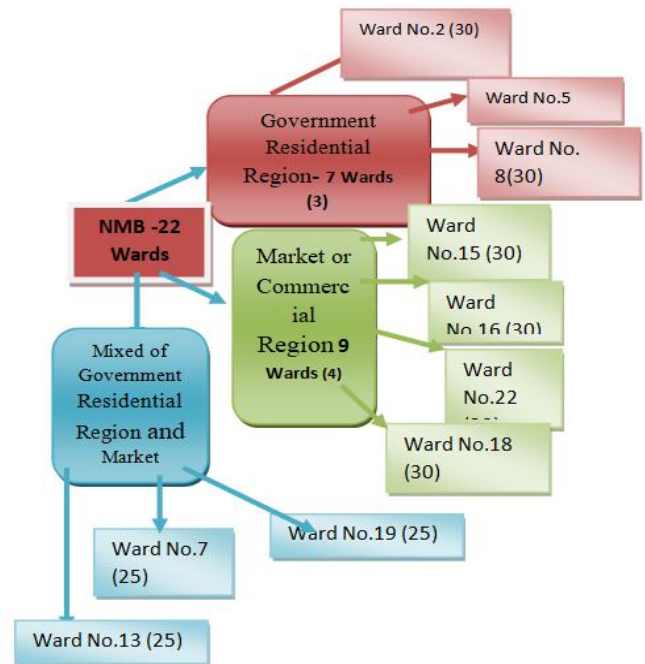 Ward No.2 (30)
Government
Residential
Region- 7 Wards
(3)
Ward No.5
Ward No.
8(30)
NMB -22
Wards
Market or
Commerc
ial
Region 9
Wards (4)
Ward
No.15 (30)
Ward
No.16 (30)
Ward
No.22
Ward No.18
(30)
Mixed of
Government
Residential
Region and
Market
Ward No.19 (25)
Ward No.7
(25)
Ward No.13 (25)